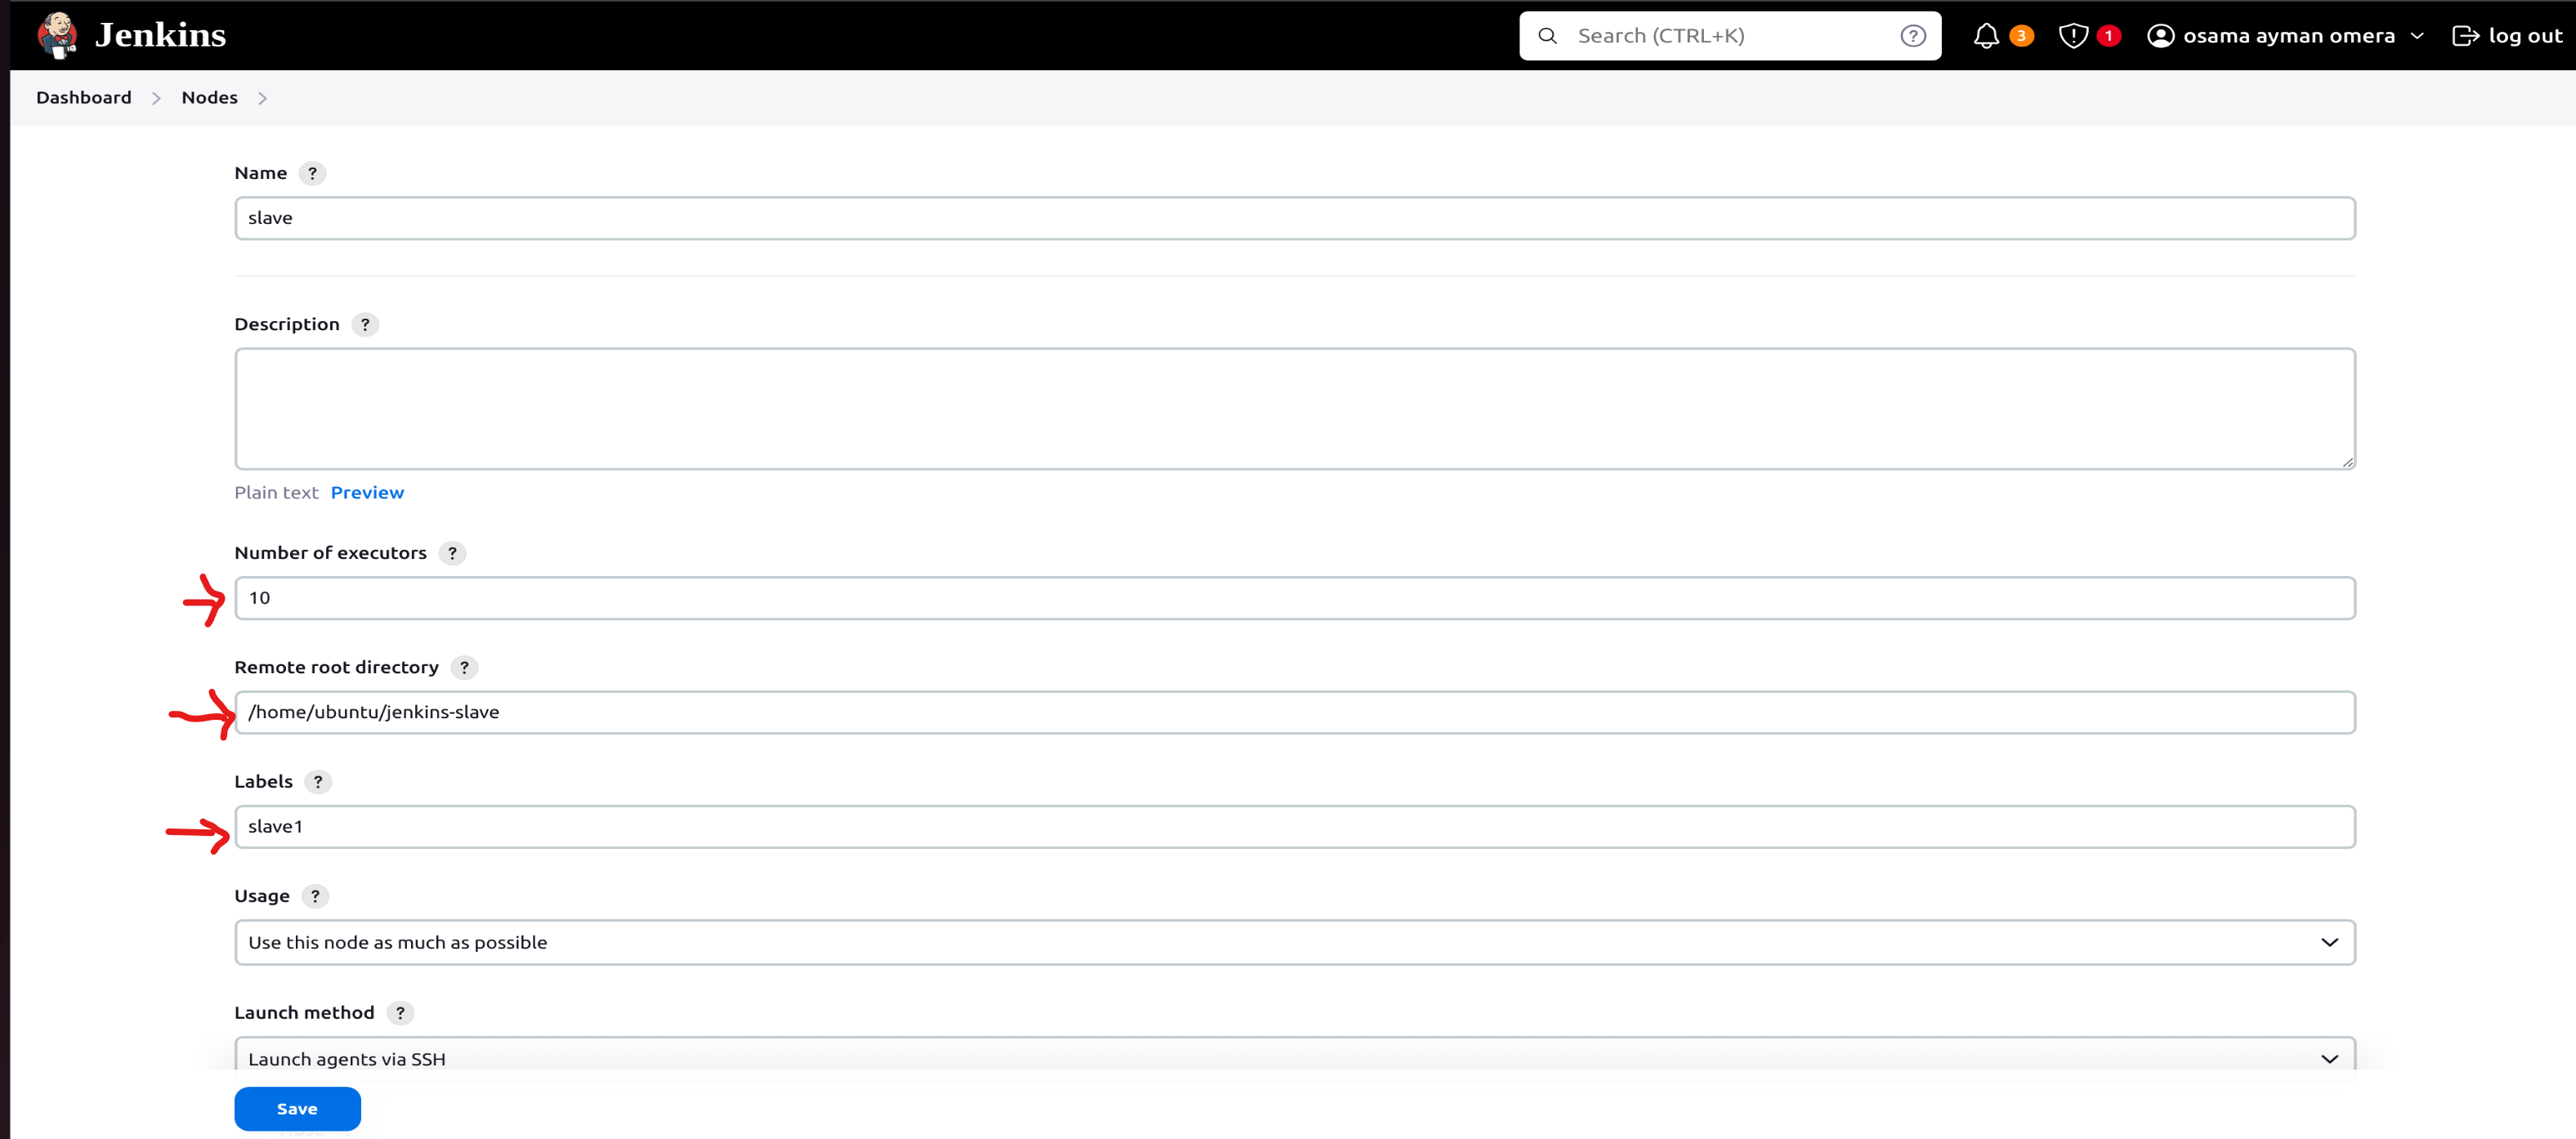 Jenkins
Search (CTRL+K) ? 3 1 osama ayman omera log out
Dashboard Nodes
Name ?
slave
Description ?
Plain text Preview
Number of executors ?
10
Remote root directory ?
/home/ubuntu/jenkins-slave
Labels ?
slave1
Usage ?
Use this node as much as possible
Launch method ?
Launch agents via SSH
Save